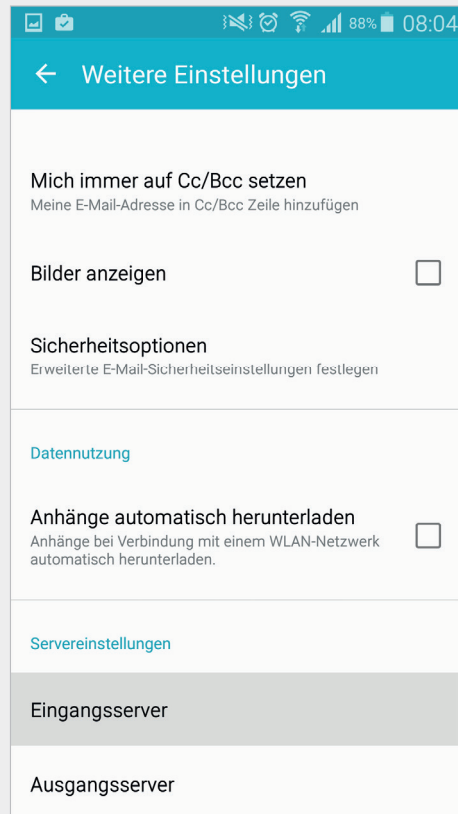 88% 08:04
Weitere Einstellungen
Mich immer auf Cc/Bcc setzen
Meine E-Mail-Adresse in Cc/Bcc Zeile hinzufügen
Bilder anzeigen
Sicherheitsoptionen
Erweiterte E-Mail-Sicherheitseinstellungen festlegen
Datennutzung
Anhänge automatisch herunterladen
Anhänge bei Verbindung mit einem WLAN-Netzwerk
automatisch herunterladen.
Servereinstellungen
Eingangsserver
Ausgangsserver